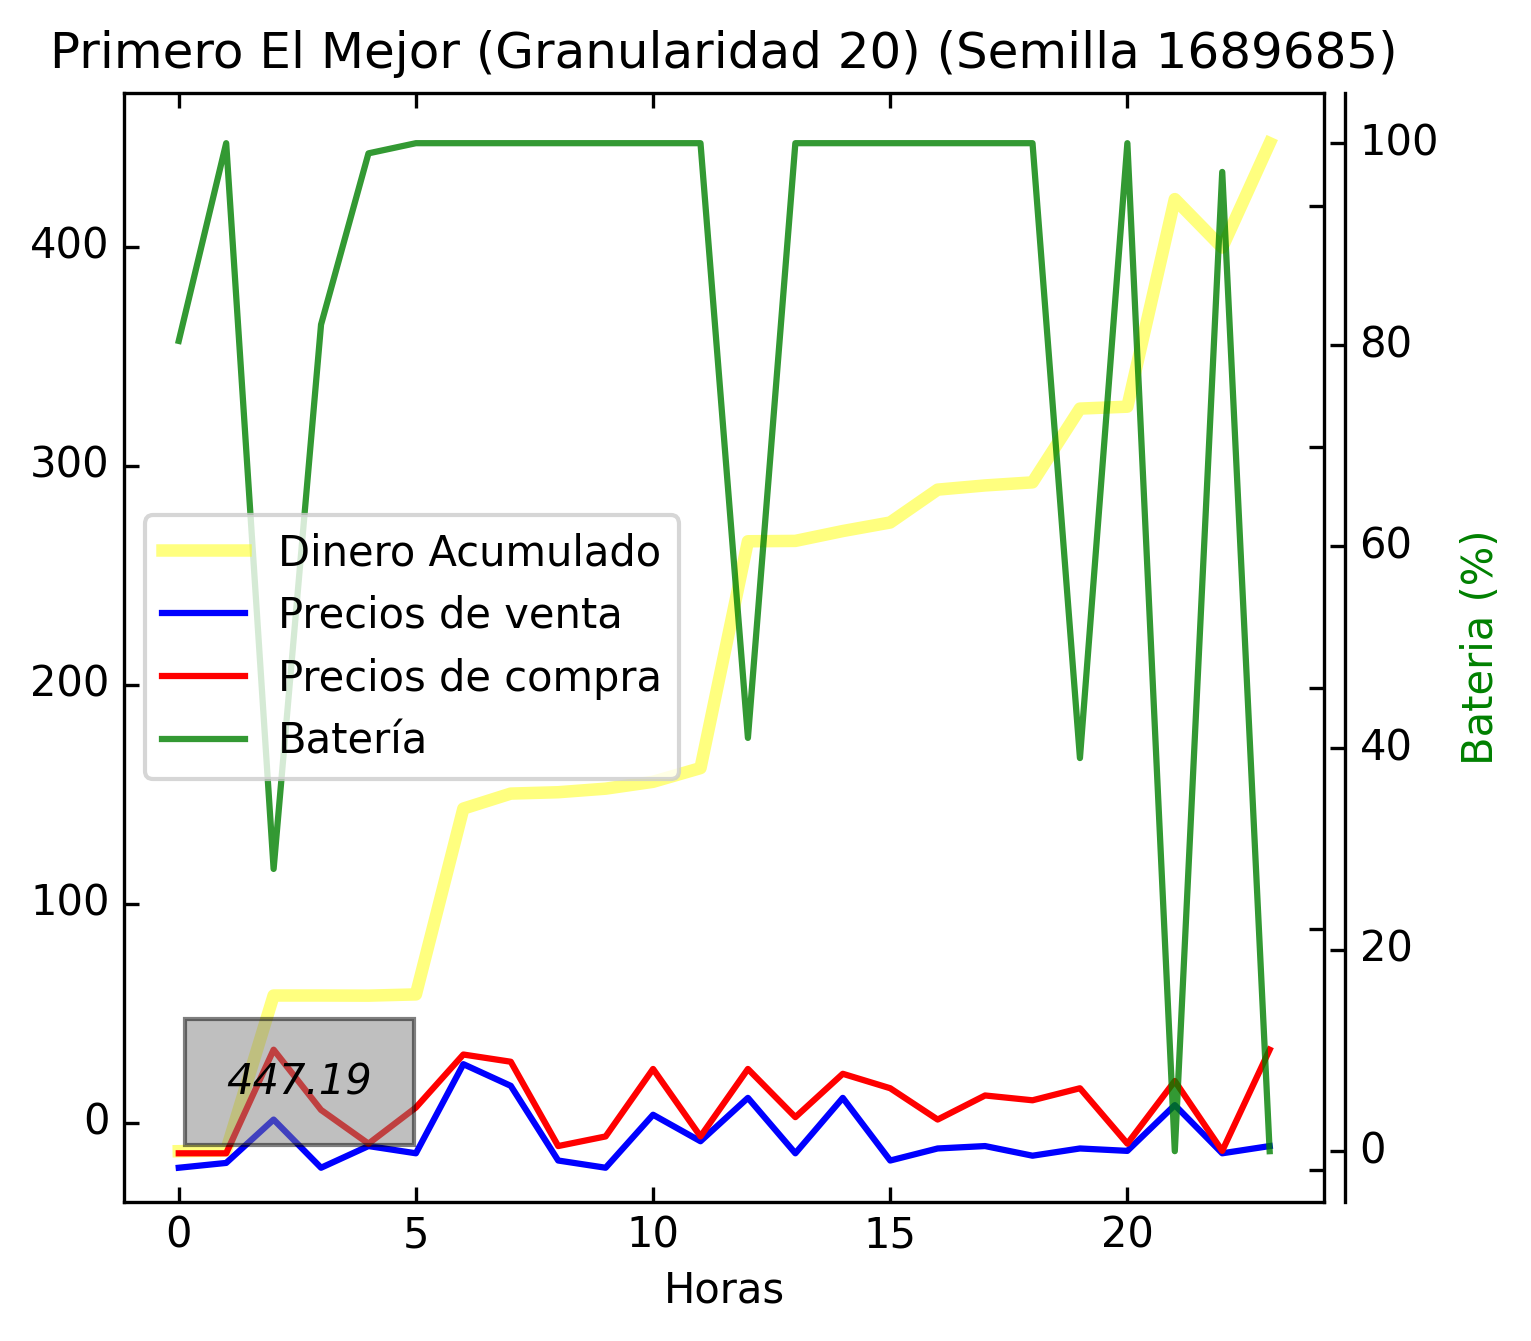 Primero El Mejor (Granularidad 20) (Semilla 1689685)
400
300
200
100
0
100
80
60
40
20
0
Bateria (%)
Dinero Acumulado
Precios de venta
Precios de compra
Batería
447.19
0 5 10 15 20
Horas